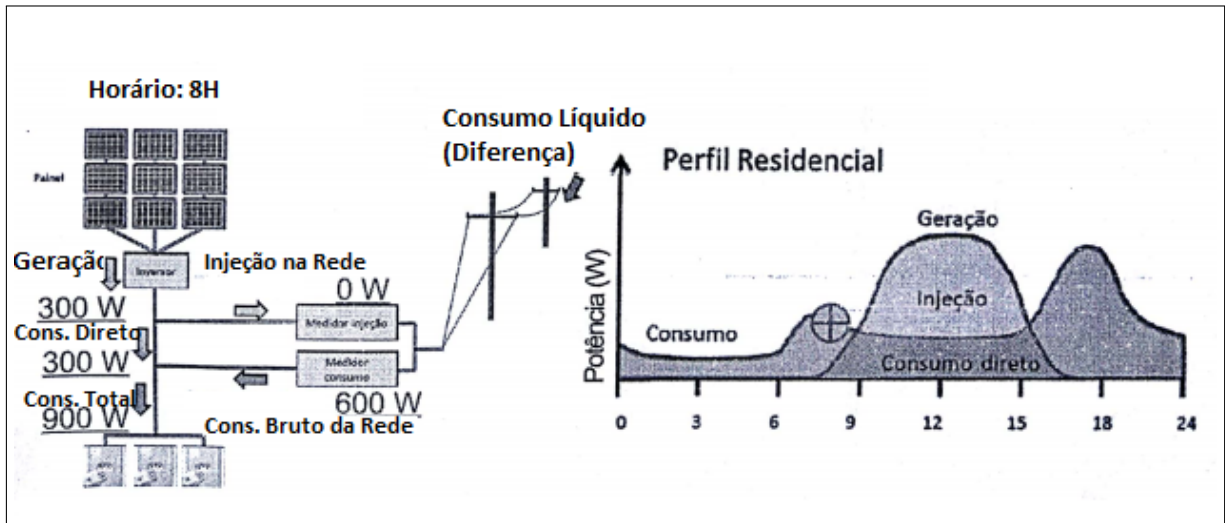 Horário: 8H
Painel
Geração
Inversor
Injeção na Rede
300 W
0 W
Medidor injeção
Cons. Direto
300 W
Medidor
consumo
600 W
Cons. Total
900 W
Cons. Bruto da Rede
Consumo Líquido
(Diferença)
Perfil Residencial
Potência (W)
Geração
Injeção
Consumo
Consumo direto
0 3 6 9 12 15 18 21 24